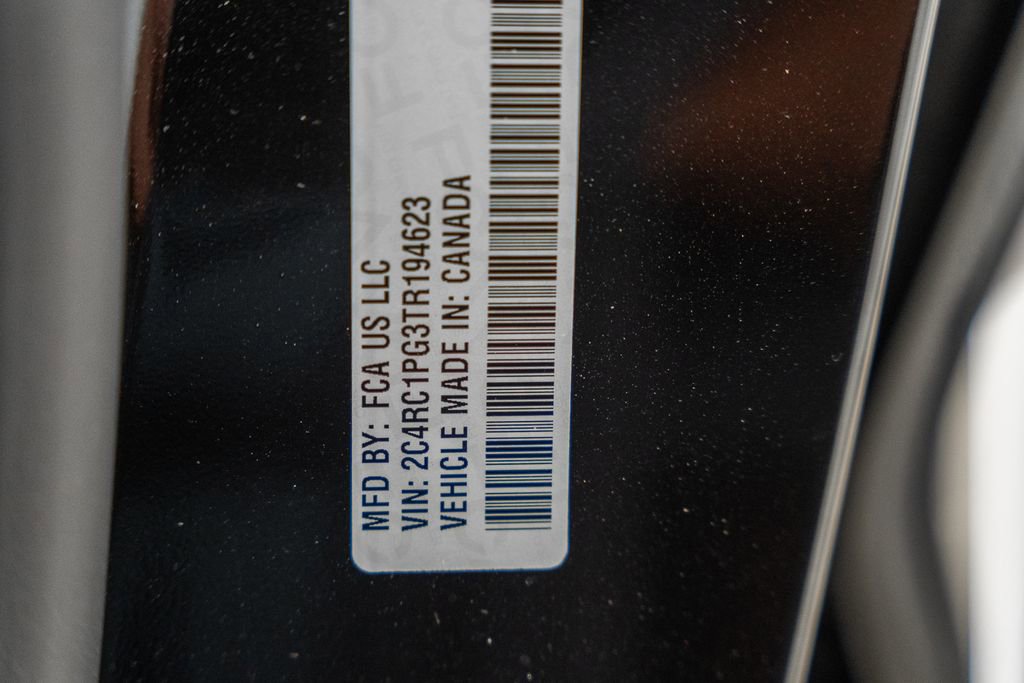 MFD BY: FCA US LLC
VIN: 2C4RC1PG3TR194623
VEHICLE MADE IN: CANADA